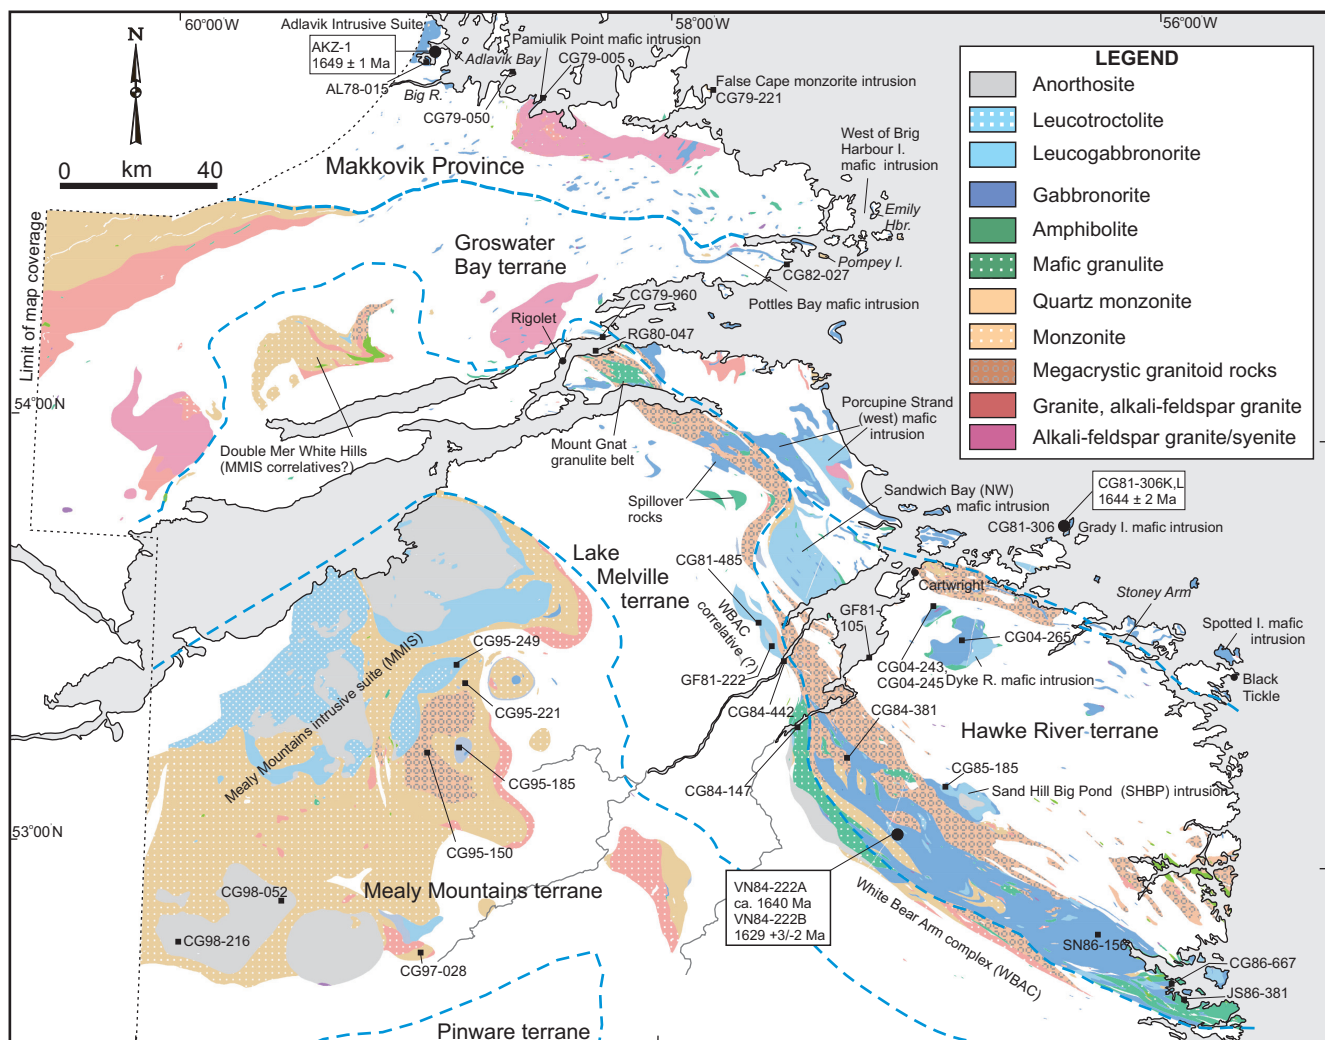 60°00'W
58°00'W
56°00'W
Adlavik Intrusive Suite
AKZ-1
1649 ± 1 Ma
AL78-015
Big R.
Adlavik Bay
CG79-050
Pamiulik Point mafic intrusion
CG79-005
False Cape monzorite intrusion
CG79-221
West of Brig
Harbour I.
mafic intrusion
Emily
Hbr.
Pompey I.
CG82-027
Pottles Bay mafic intrusion
N
0 km 40
Makkovik Province
Groswater
Bay terrane
Limit of map coverage
LEGEND
Anorthosite
Leucotroctolite
Leucogabbronorite
Gabbronorite
Amphibolite
Mafic granulite
Quartz monzonite
Monzonite
Megacrystic granitoid rocks
Granite, alkali-feldspar granite
Alkali-feldspar granite/syenite
CG79-960
Rigolet
RG80-047
54°00'N
Double Mer White Hills
(MMIS correlatives?)
Mount Gnat
granulite belt
Porcupine Strand
(west) mafic
intrusion
Spillover
rocks
Sandwich Bay (NW)
mafic intrusion
CG81-306K,L
1644 ± 2 Ma
CG81-306
Grady I. mafic intrusion
Lake
Melville
terrane
CG81-485
WBAC
correlative (?)
GF81-
105
Cartwright
Stoney Arm
CG04-265
CG04-243
CG04-245
Dyke R. mafic intrusion
Spotted I. mafic
intrusion
Black
Tickle
GF81-222
CG84-442
CG84-381
Hawke River terrane
CG85-185
Sand Hill Big Pond (SHBP) intrusion
CG84-147
Mealy Mountains intrusive suite (MMIS)
CG95-249
CG95-221
CG95-185
CG95-150
53°00'N
Mealy Mountains terrane
CG98-052
CG98-216
CG97-028
VN84-222A
ca. 1640 Ma
VN84-222B
1629 +3/-2 Ma
White Bear Arm complex (WBAC)
SN86-156
CG86-667
JS86-381
Pinware terrane